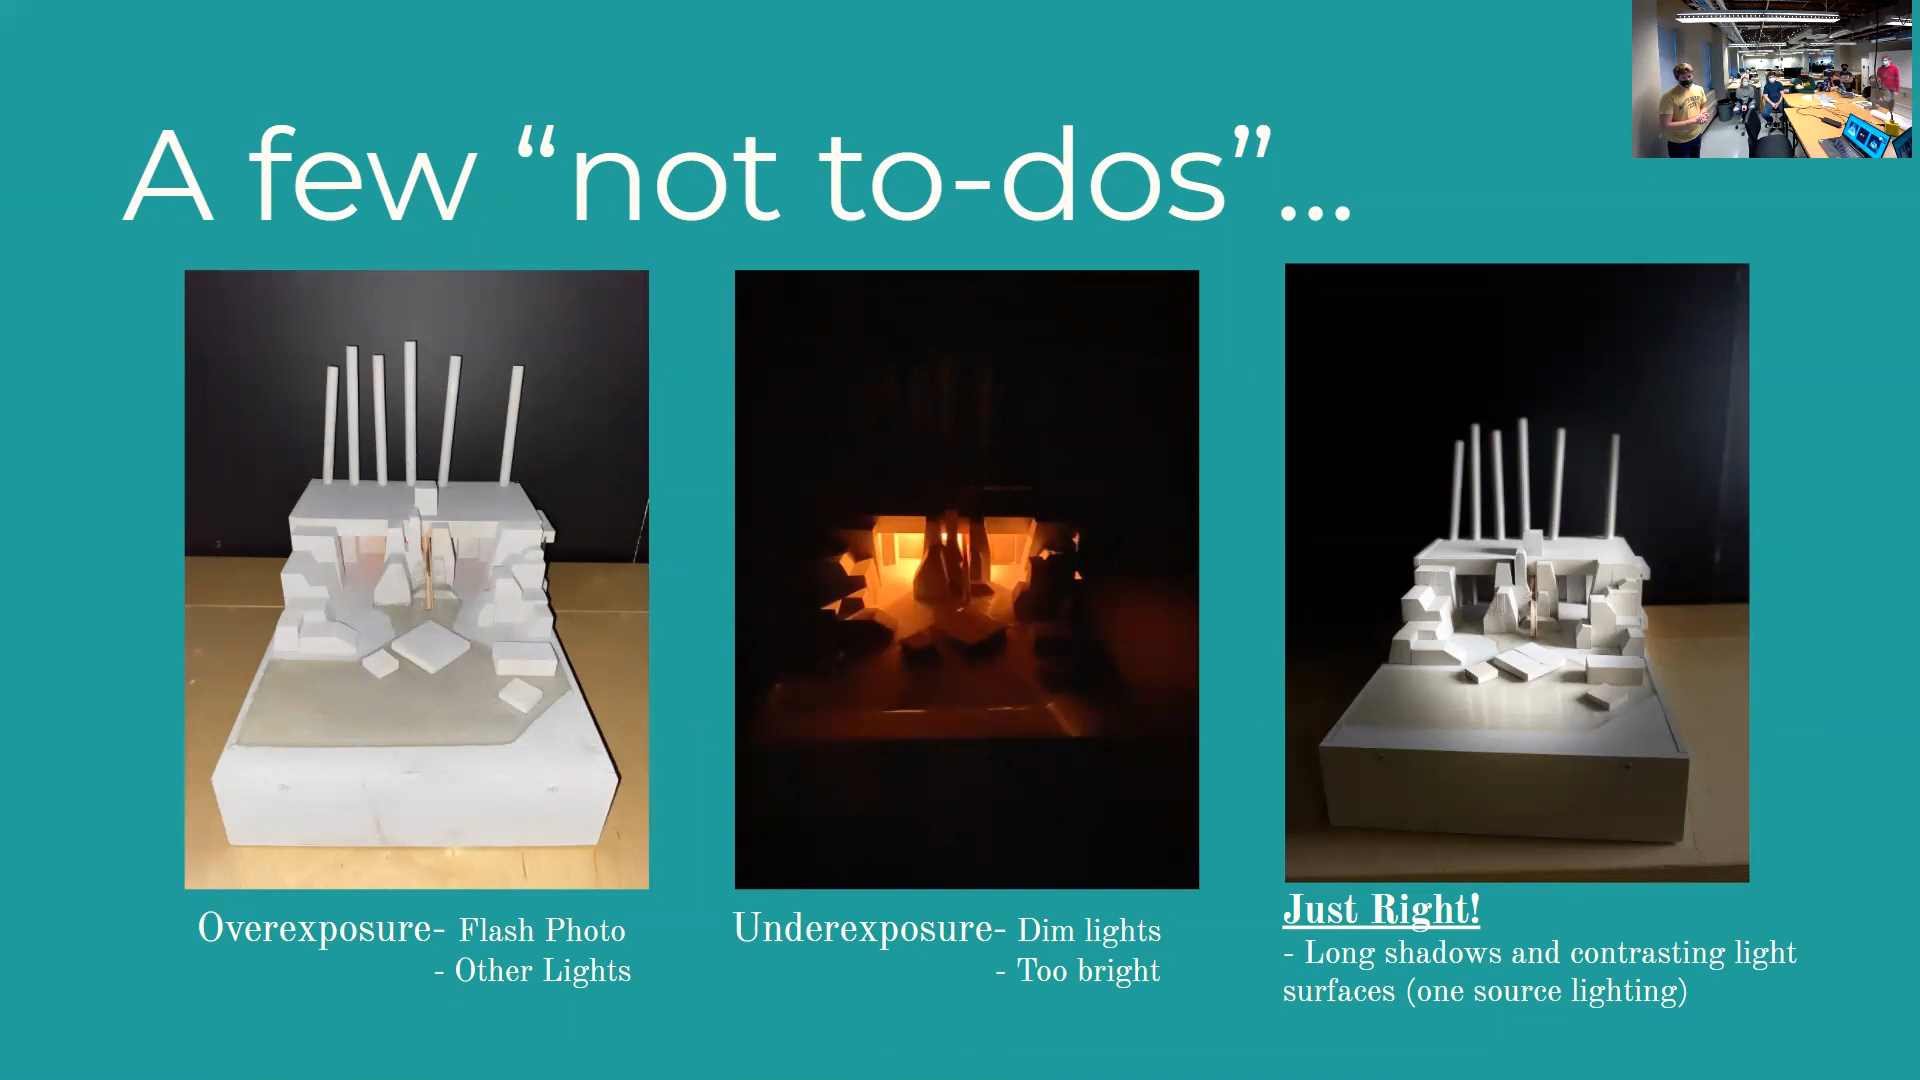 A few “not to-dos”...
Overexposure- Flash Photo
- Other Lights
Underexposure- Dim lights
- Too bright
Just Right!
- Long shadows and contrasting light
surfaces (one source lighting)